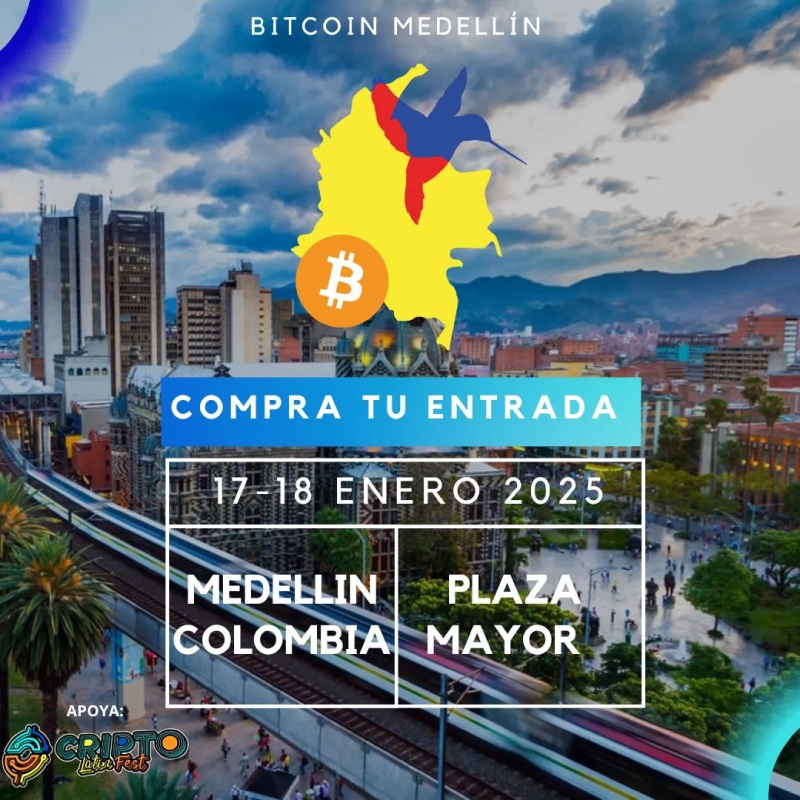 BITCOIN MEDELLÍN
COMPRA TU ENTRADA
17-18 ENERO 2025
MEDELLIN
COLOMBIA
PLAZA
MAYOR
APOYA:
CRIPTO
Latin Fest